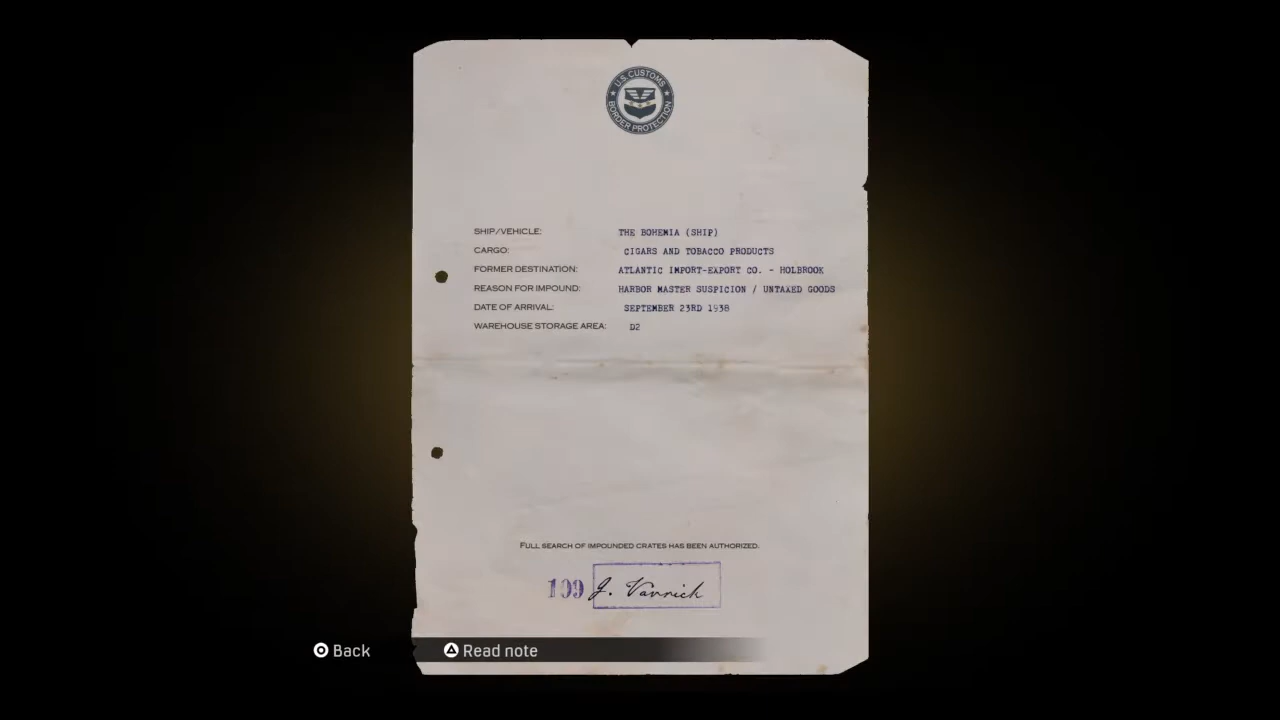 U.S. CUSTOMS
BORDER PROTECTION
SHIP/VEHICLE: THE BOHEMIA (SHIP)
CARGO: CIGARS AND TOBACCO PRODUCTS
FORMER DESTINATION: ATLANTIC IMPORT-EXPORT CO. - HOLBROOK
REASON FOR IMPOUND: HARBOR MASTER SUSPICION / UNTAXED GOODS
DATE OF ARRIVAL: SEPTEMBER 23RD 1938
WAREHOUSE STORAGE AREA: D2
FULL SEARCH OF IMPOUNDED CRATES HAS BEEN AUTHORIZED.
109 J. Varrich
Back Read note